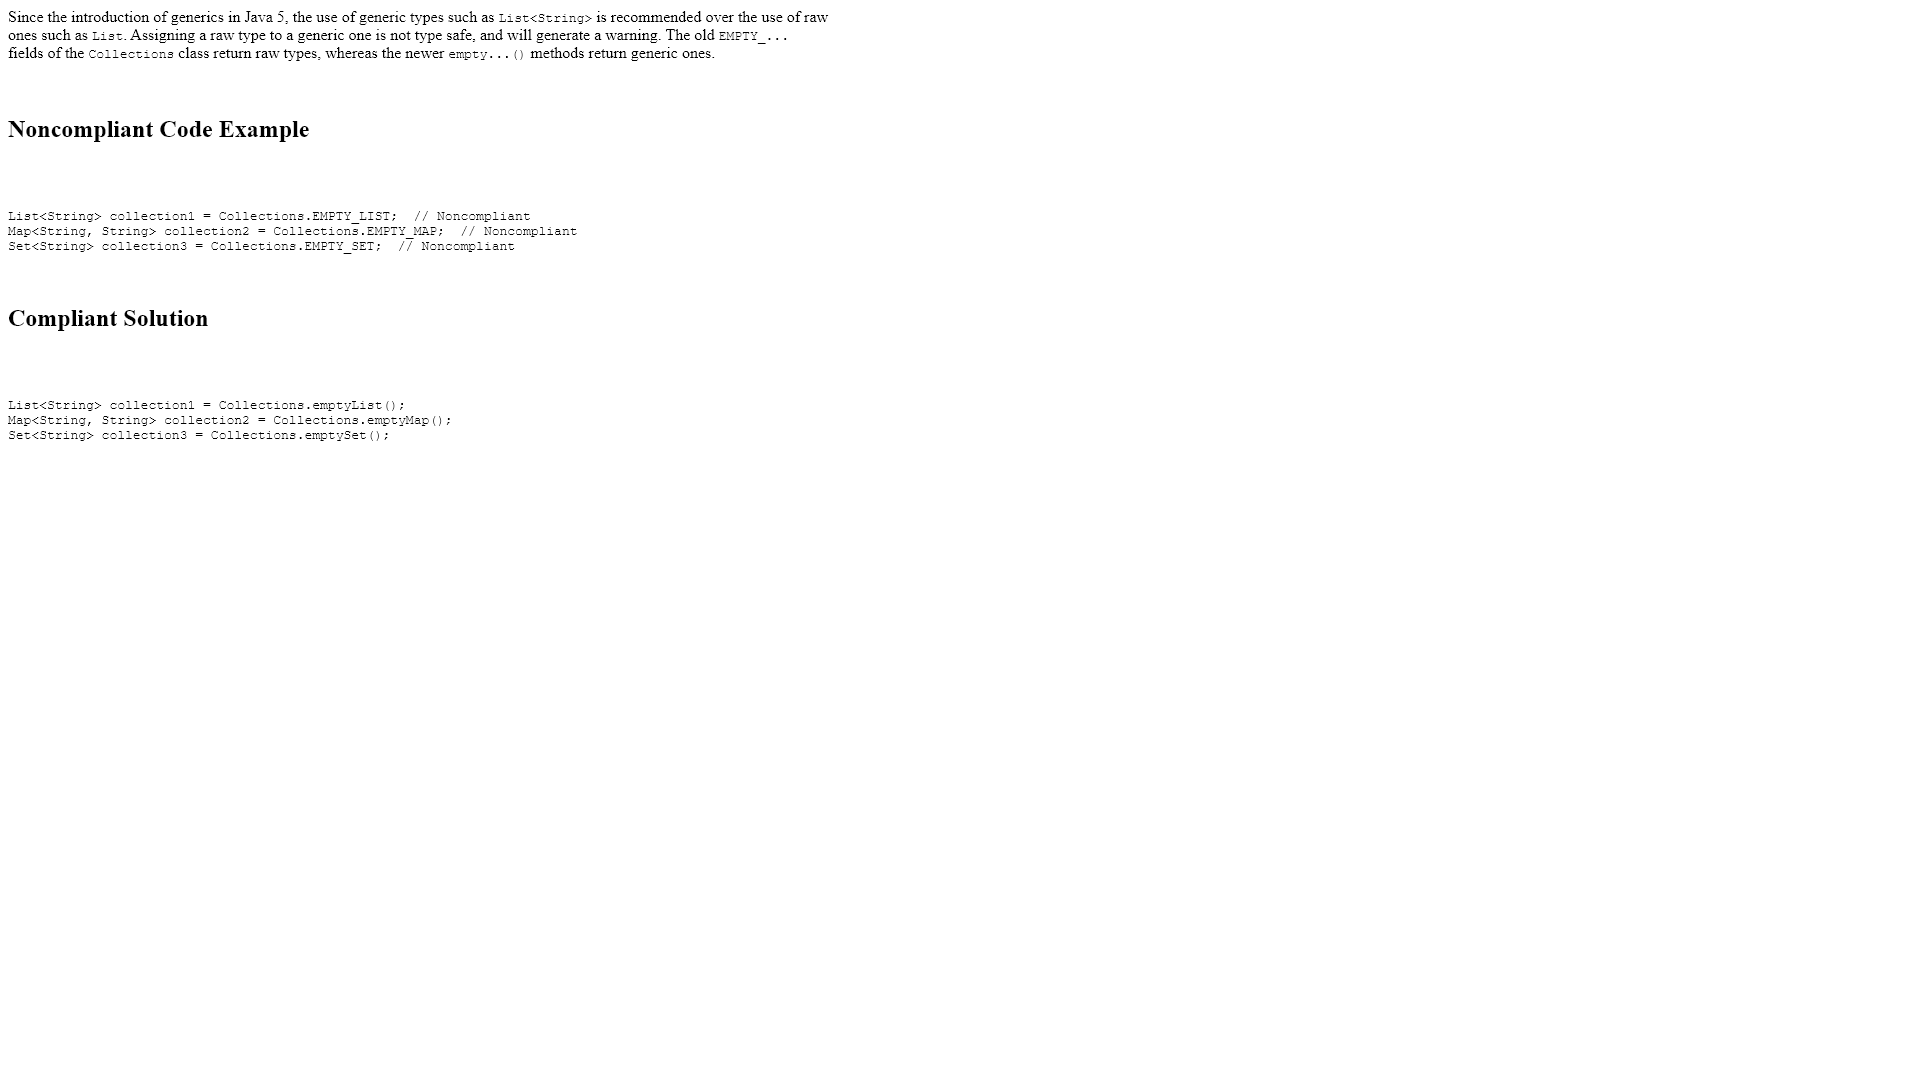 Since the introduction of generics in Java 5, the use of generic types such as List<String> is recommended over the use of raw
ones such as List. Assigning a raw type to a generic one is not type safe, and will generate a warning. The old EMPTY_...
fields of the Collections class return raw types, whereas the newer empty...() methods return generic ones.
Noncompliant Code Example
List<String> collection1 = Collections.EMPTY_LIST;  // Noncompliant
Map<String, String> collection2 = Collections.EMPTY_MAP;  // Noncompliant
Set<String> collection3 = Collections.EMPTY_SET;  // Noncompliant
Compliant Solution
List<String> collection1 = Collections.emptyList();
Map<String, String> collection2 = Collections.emptyMap();
Set<String> collection3 = Collections.emptySet();